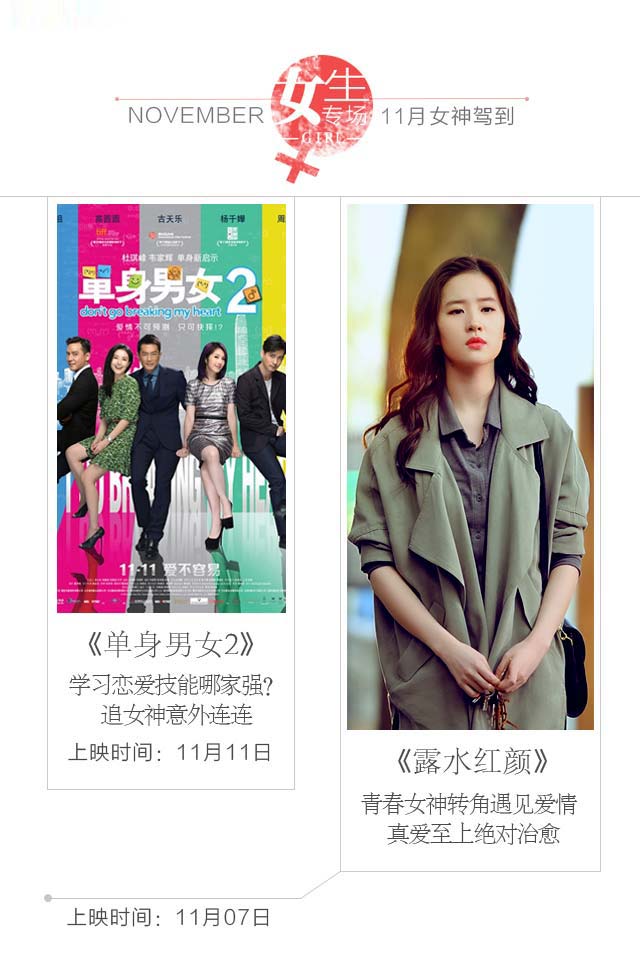 NOVEMBER
女生
专场
GIRL
11月女神驾到
古天乐
杨千嬅
杜琪峰 韦家辉 单身新启示
单身男女2
don't go breaking my heart
爱情不可预测 只可抉择!?
11·11 爱不容易
《单身男女2》
学习恋爱技能哪家强?
追女神意外连连
上映时间：11月11日
《露水红颜》
青春女神转角遇见爱情
真爱至上绝对治愈
上映时间：11月07日